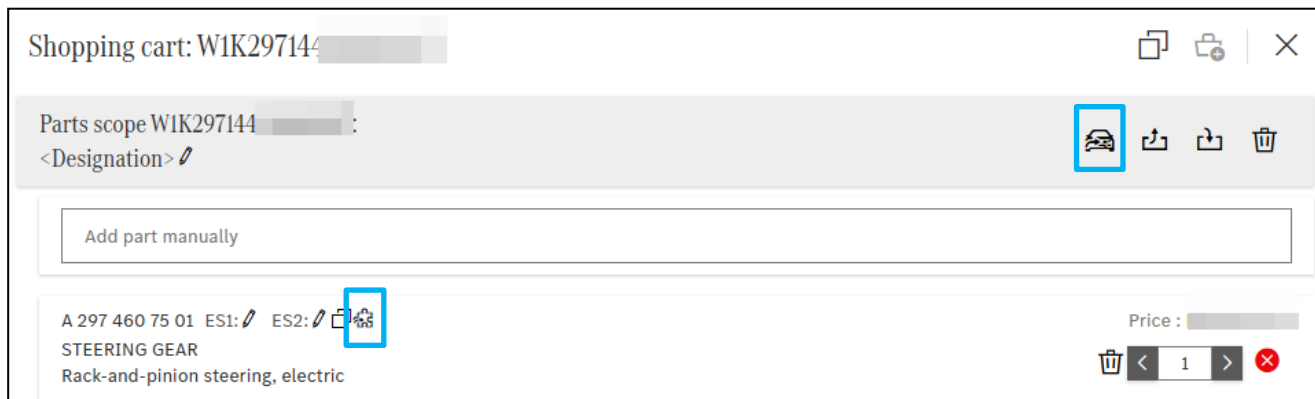 Shopping cart: W1K297144
Parts scope W1K297144 :
<Designation>
Add part manually
A 297 460 75 01 ES1: ES2:
STEERING GEAR
Rack-and-pinion steering, electric
Price :
1